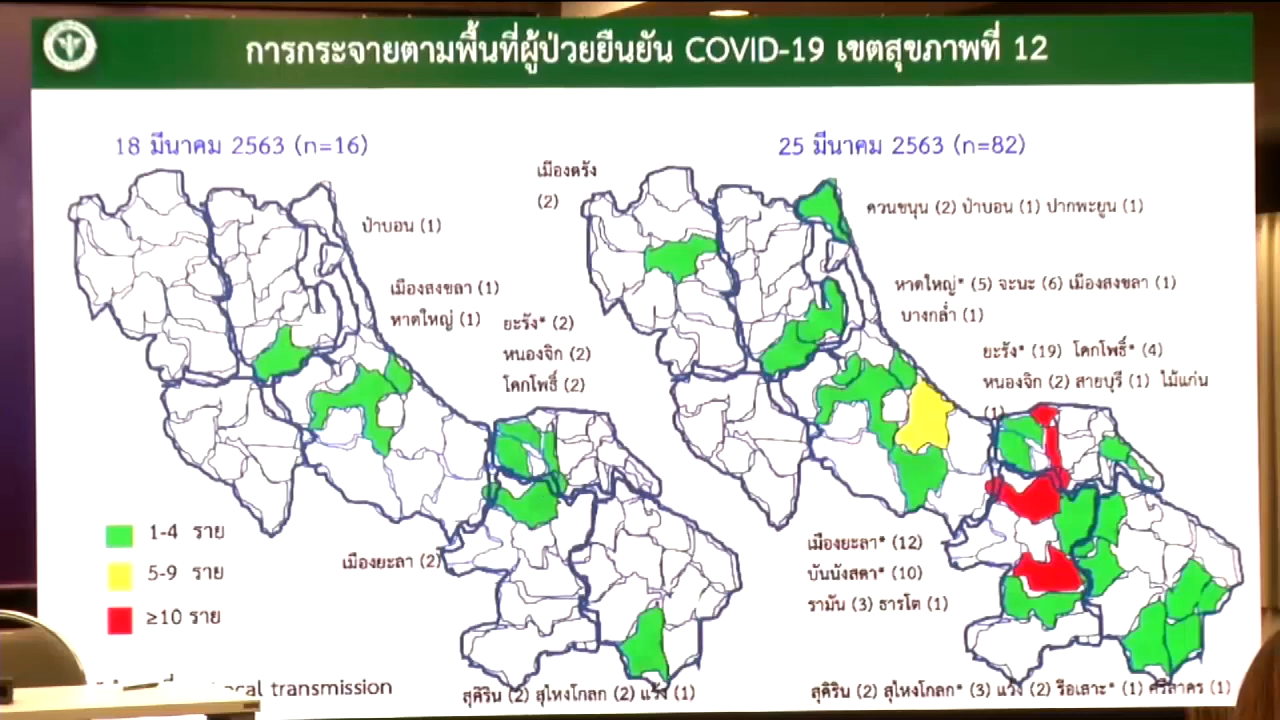 การกระจายตามพื้นที่ผู้ป่วยยืนยัน COVID-19 เขตสุขภาพที่ 12
18 มีนาคม 2563 (n=16)
ป่าบอน (1)
เมืองสงขลา (1)
หาดใหญ่ (1)
ยะรัง* (2)
หนองจิก (2)
โคกโพธิ์ (2)
เมืองยะลา (2)
สุคิริน (2) สุไหงโกลก (2) แว้ง (1)
1-4 ราย
5-9 ราย
≥10 ราย
local transmission
25 มีนาคม 2563 (n=82)
เมืองตรัง
(2)
ควนขนุน (2) ป่าบอน (1) ปากพะยูน (1)
หาดใหญ่* (5) จะนะ (6) เมืองสงขลา (1)
บางกล่ำ (1)
ยะรัง* (19) โคกโพธิ์* (4)
หนองจิก (2) สายบุรี (1) ไม้แก่น
(1)
เมืองยะลา* (12)
บันนังสตา* (10)
รามัน (3) ธารโต (1)
สุคิริน (2) สุไหงโกลก* (3) แว้ง (2) รือเสาะ* (1) ศรีสาคร (1)